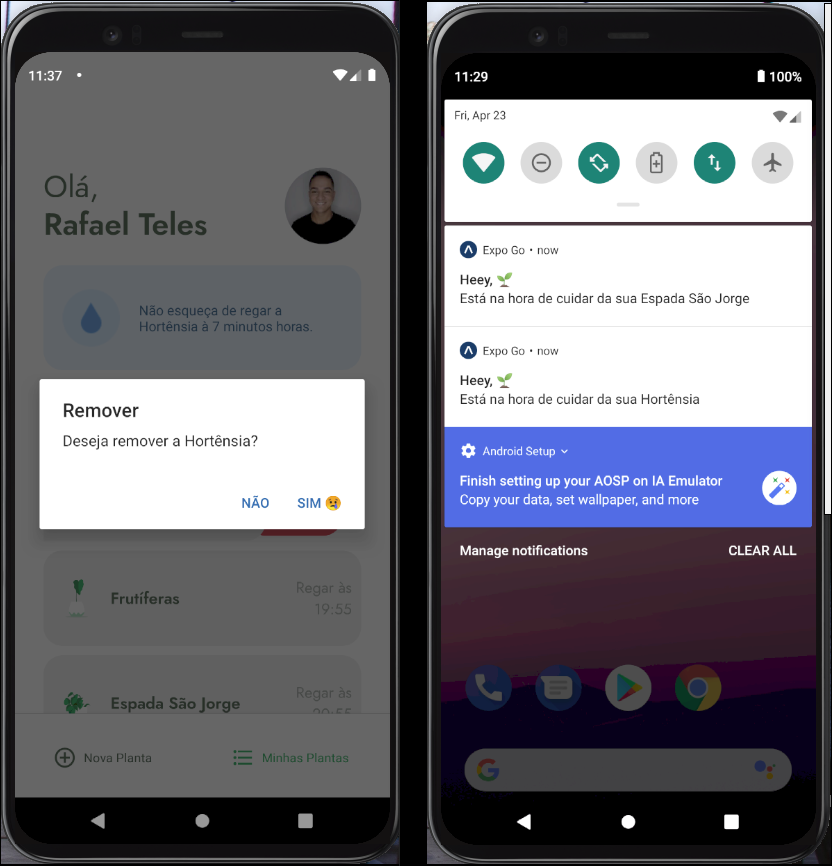 11:37
Olá,
Rafael Teles
Não esqueça de regar a
Hortênsia à 7 minutos horas.
Remover
Deseja remover a Hortênsia?
NÃO SIM 😢
Frutíferas
Regar às
19:55
Espada São Jorge
Regar às
Nova Planta
Minhas Plantas
11:29
100%
Fri, Apr 23
Expo Go • now
Heey, 🌱
Está na hora de cuidar da sua Espada São Jorge
Expo Go • now
Heey, 🌱
Está na hora de cuidar da sua Hortênsia
Android Setup
Finish setting up your AOSP on IA Emulator
Copy your data, set wallpaper, and more
Manage notifications
CLEAR ALL